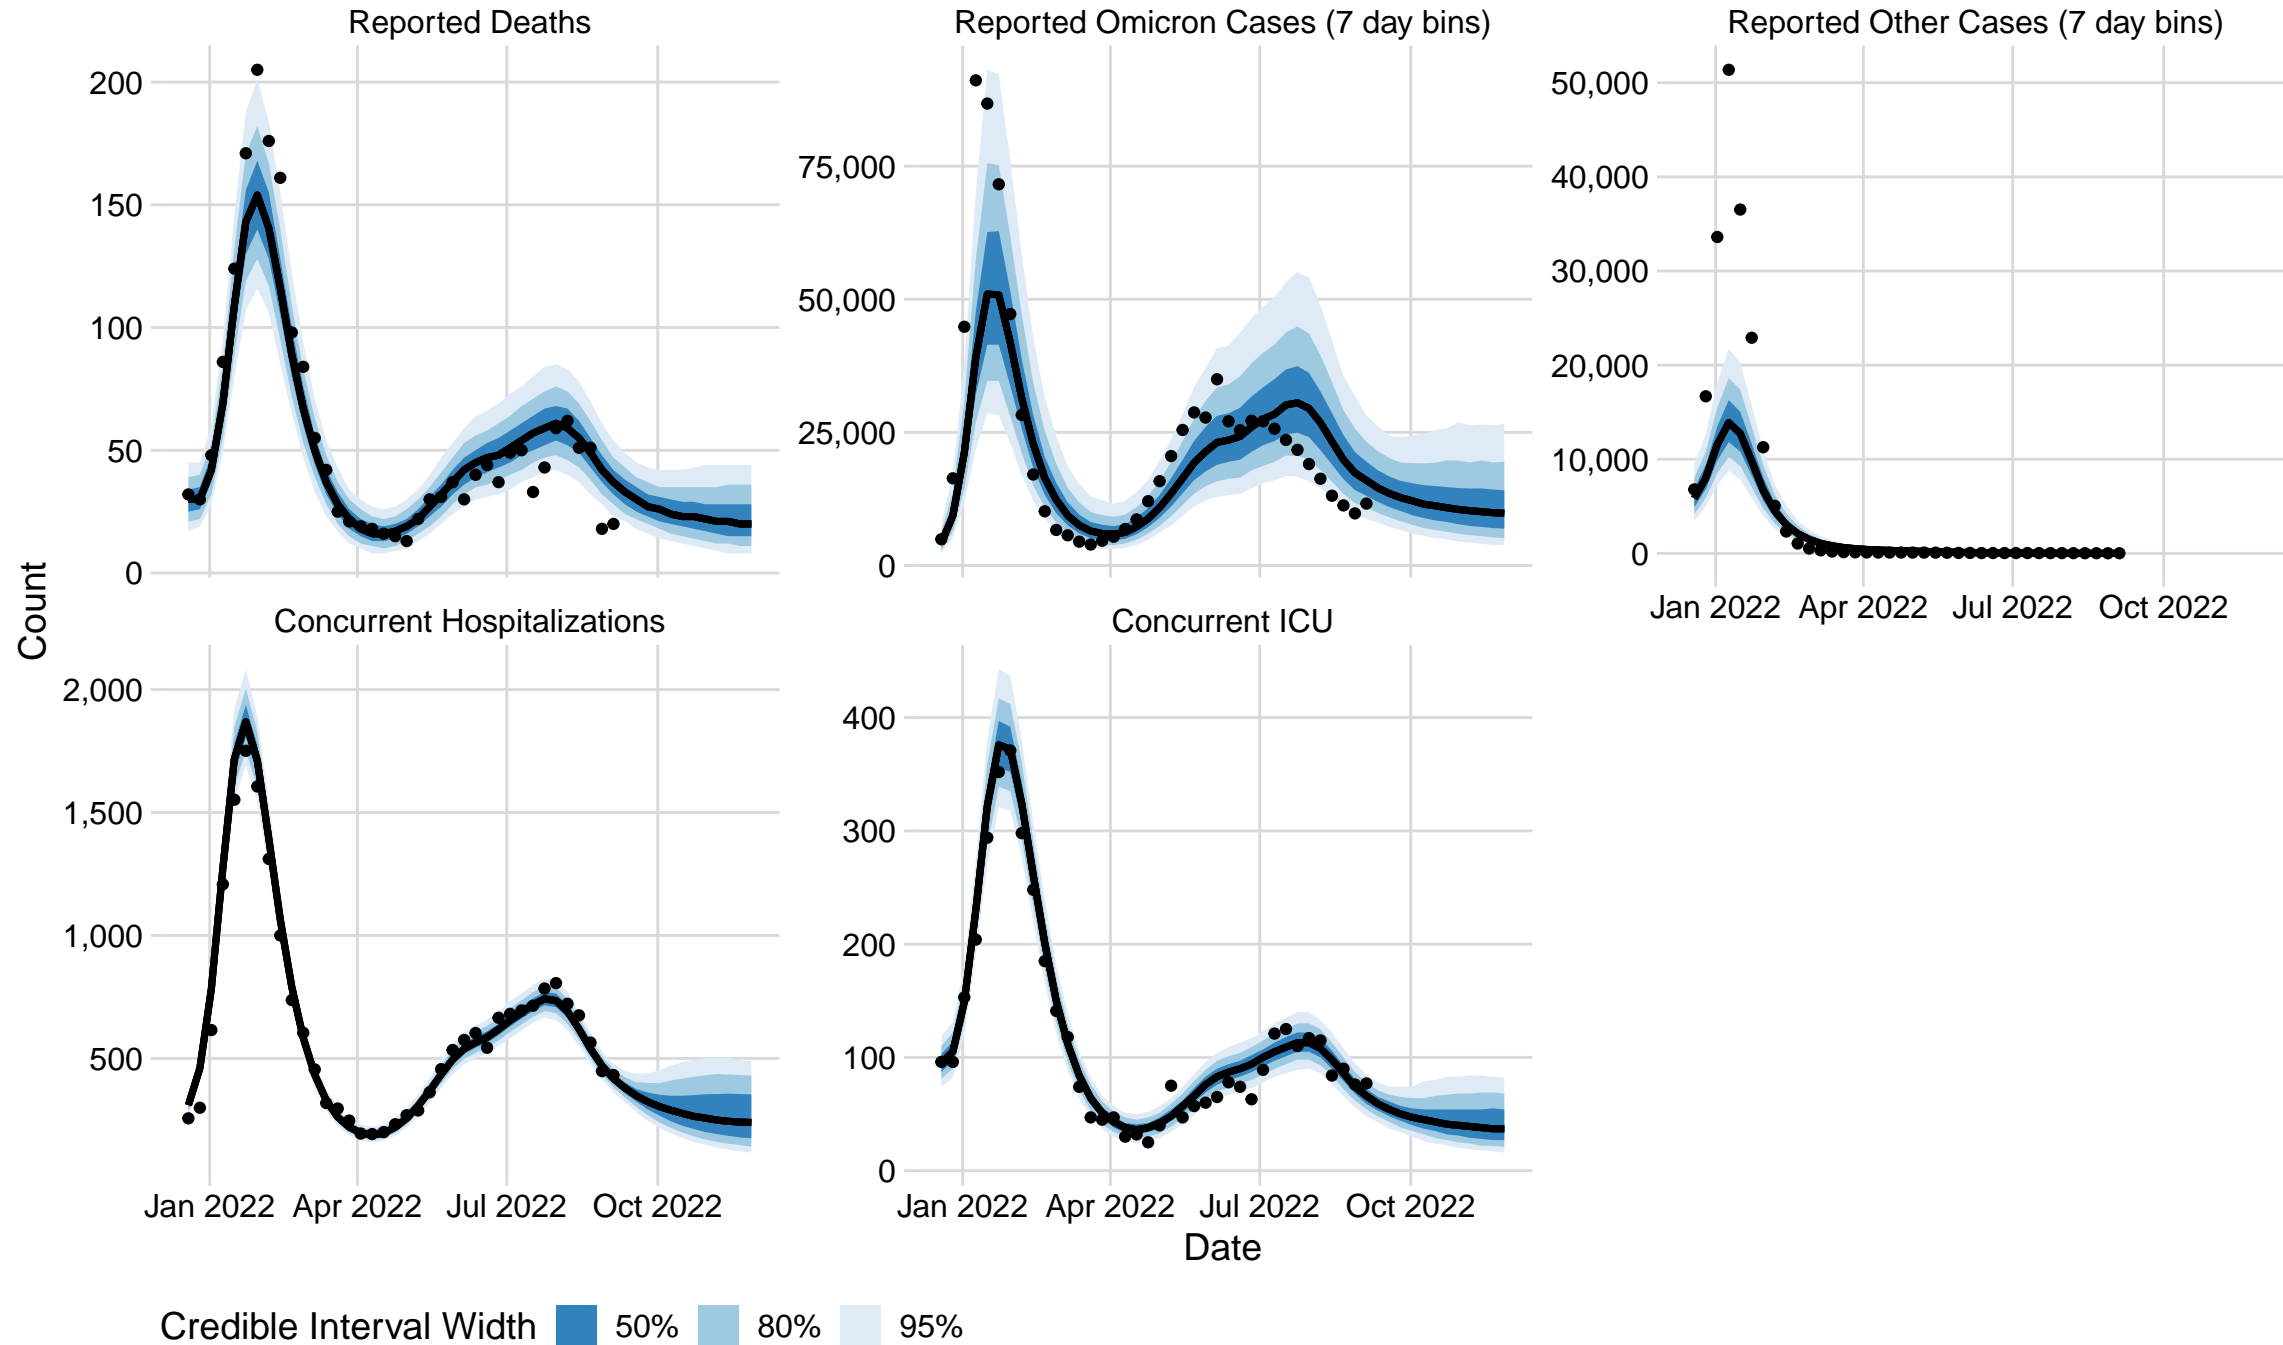 Reported Deaths
Reported Omicron Cases (7 day bins)
Reported Other Cases (7 day bins)
200
150
100
50
0
75,000
50,000
25,000
0
50,000
40,000
30,000
20,000
10,000
0
Jan 2022 Apr 2022 Jul 2022 Oct 2022
Count
Concurrent Hospitalizations
Concurrent ICU
2,000
1,500
1,000
500
400
300
200
100
0
Jan 2022 Apr 2022 Jul 2022 Oct 2022
Jan 2022 Apr 2022 Jul 2022 Oct 2022
Date
Credible Interval Width 50% 80% 95%